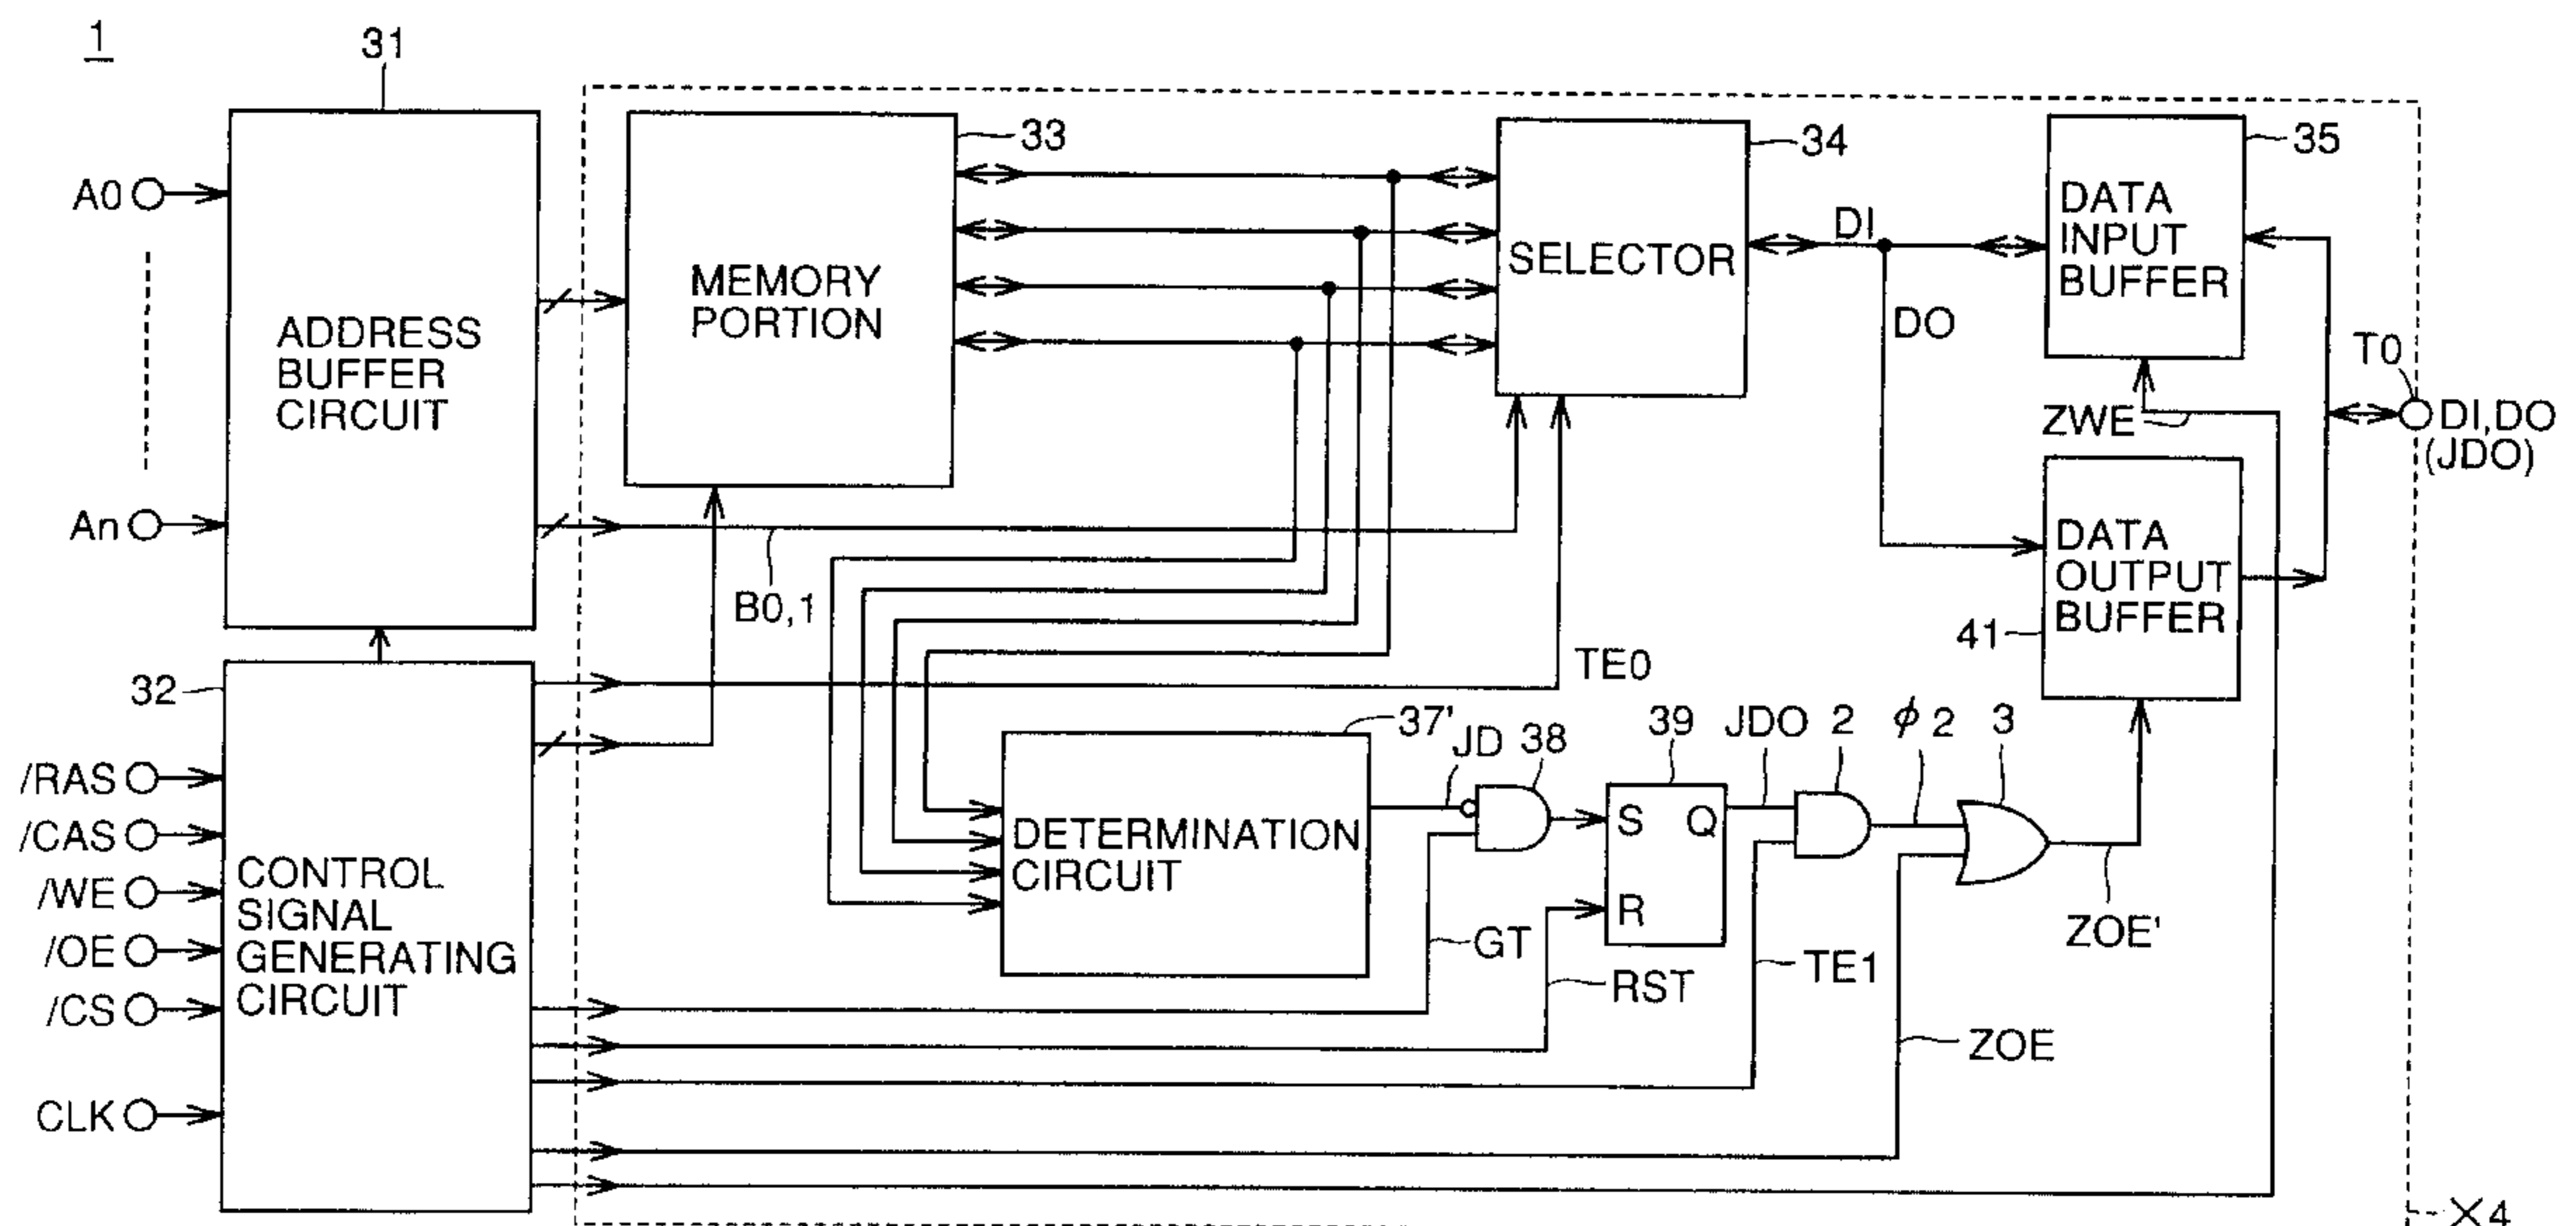 1
31
A0
An
ADDRESS
BUFFER
CIRCUIT
33
MEMORY
PORTION
34
SELECTOR
DI
DO
35
DATA
INPUT
BUFFER
T0
DI,DO
(JDO)
ZWE
DATA
OUTPUT
BUFFER
41
B0,1
TE0
32
/RAS
/CAS
/WE
/OE
/CS
CLK
CONTROL
SIGNAL
GENERATING
CIRCUIT
37'
DETERMINATION
CIRCUIT
JD
38
39
S
Q
R
JDO
2
ϕ2
3
GT
RST
TE1
ZOE
ZOE'
X4